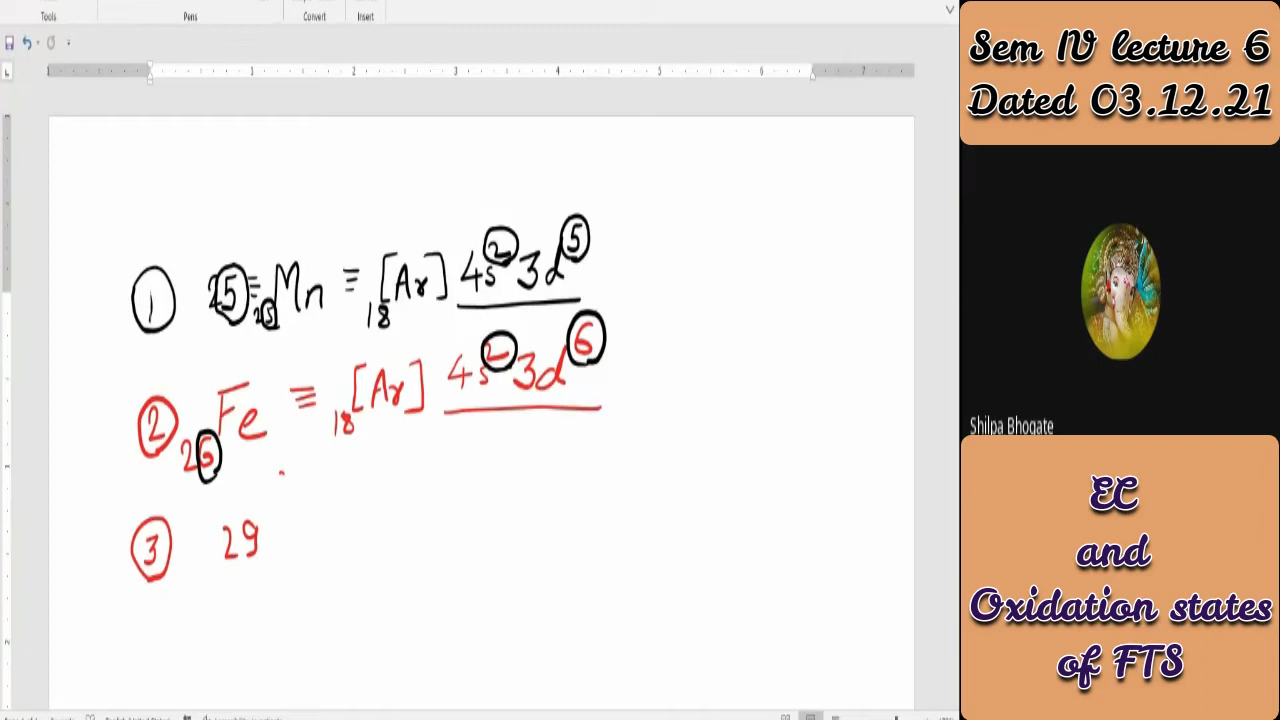 Tools Pens Convert Insert
① 25 ≡ ₂₅Mn ≡ ₁₈[Ar] 4s² 3d⁵
② ₂₆Fe ≡ ₁₈[Ar] 4s² 3d⁶
③ 29
Sem IV lecture 6
Dated 03.12.21
Shilpa Bhogate
EC
and
Oxidation states
of FTS